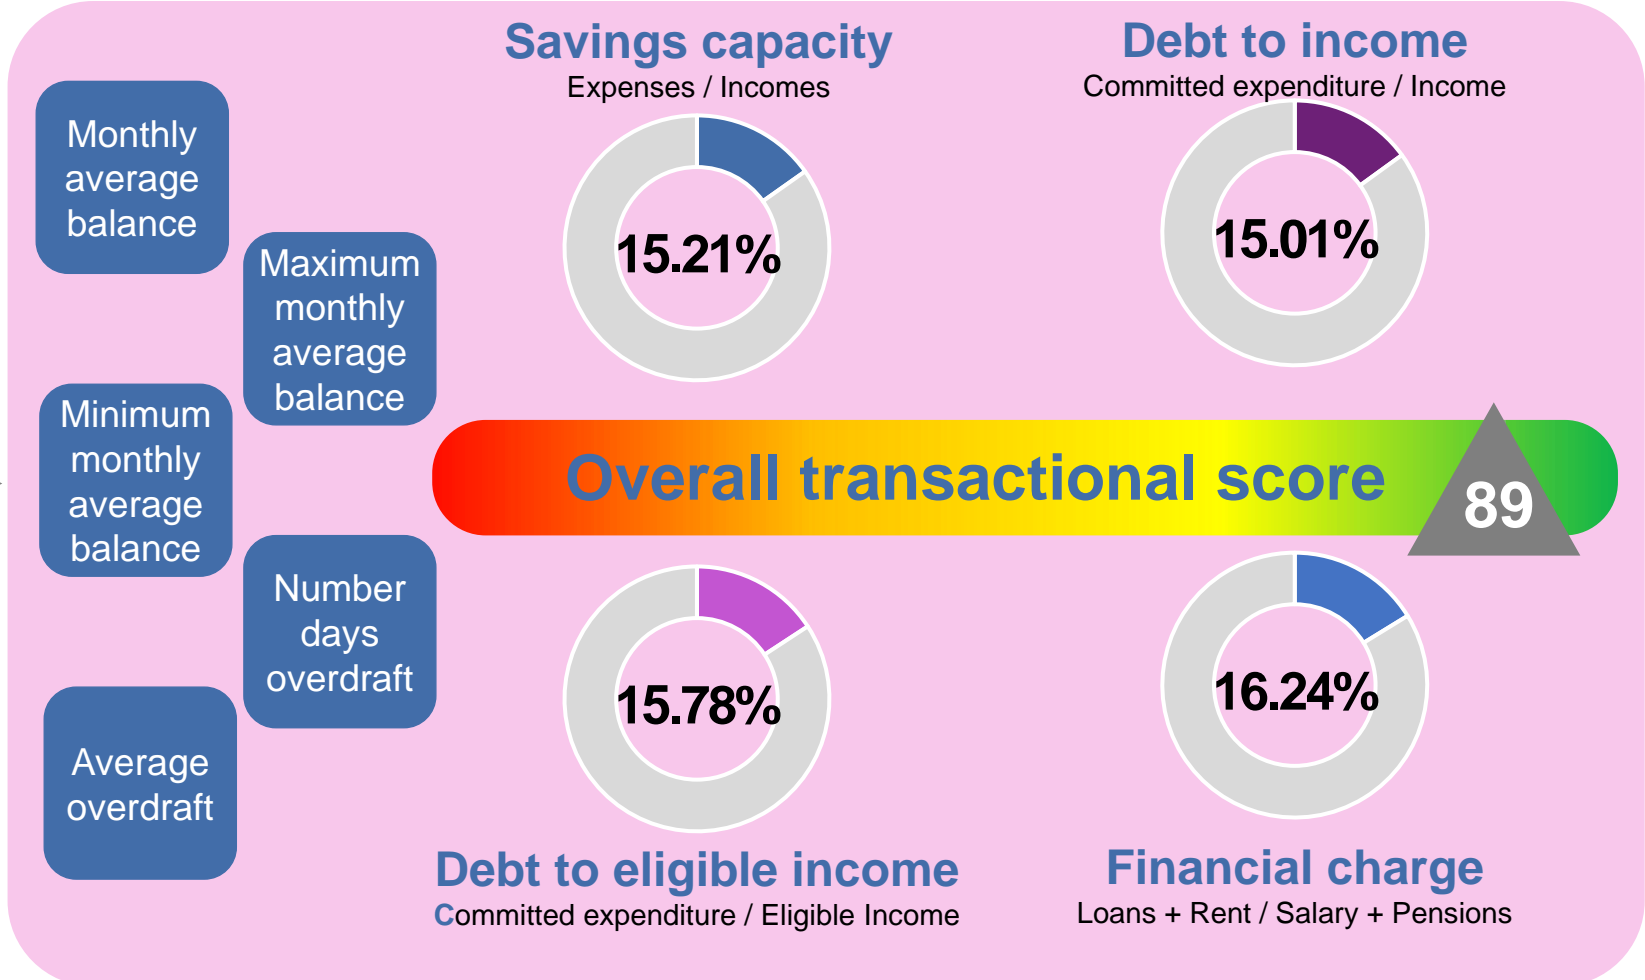 Savings capacity
Expenses / Incomes
15.21%
Debt to income
Committed expenditure / Income
15.01%
Monthly
average
balance
Maximum
monthly
average
balance
Minimum
monthly
average
balance
Number
days
overdraft
Average
overdraft
Overall transactional score
89
15.78%
Debt to eligible income
Committed expenditure / Eligible Income
16.24%
Financial charge
Loans + Rent / Salary + Pensions